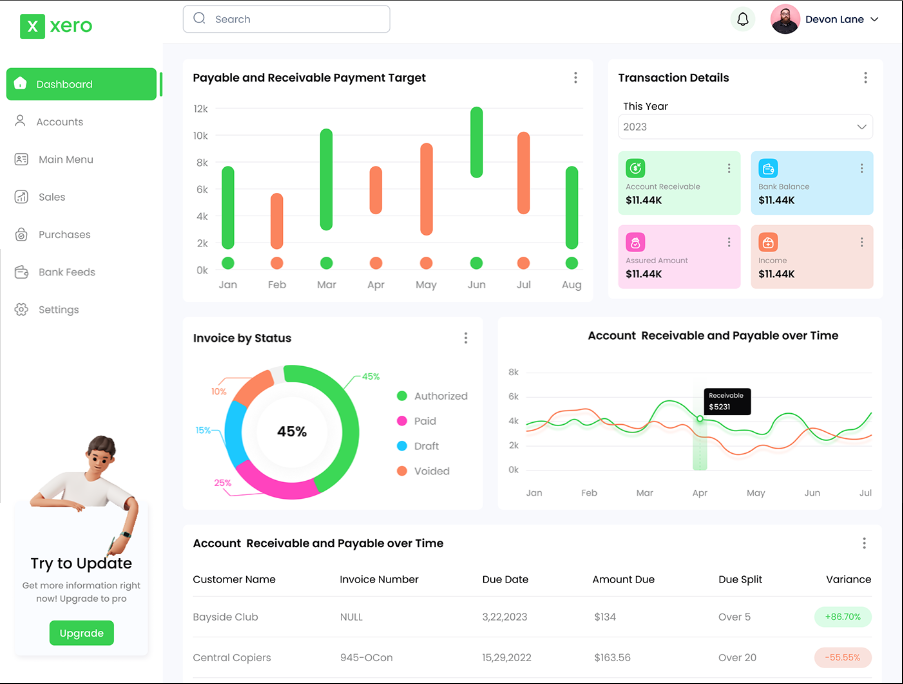 x xero
Search
Devon Lane
Dashboard
Accounts
Main Menu
Sales
Purchases
Bank Feeds
Settings
Try to Update
Get more information right
now! Upgrade to pro
Upgrade
Payable and Receivable Payment Target
12k
10k
8k
6k
4k
2k
0k
Jan Feb Mar Apr May Jun Jul Aug
Transaction Details
This Year
2023
Account Receivable
$11.44K
Bank Balance
$11.44K
Assured Amount
$11.44K
Income
$11.44K
Invoice by Status
45%
10%
15%
25%
45%
Authorized
Paid
Draft
Voided
Account Receivable and Payable over Time
8k
6k
4k
2k
0k
Receivable
$5231
Jan Feb Mar Apr May Jun Jul
Account Receivable and Payable over Time
Customer Name Invoice Number Due Date Amount Due Due Split Variance
Bayside Club NULL 3,22,2023 $134 Over 5 +86.70%
Central Copiers 945-OCon 15,29,2022 $163.56 Over 20 -55.55%